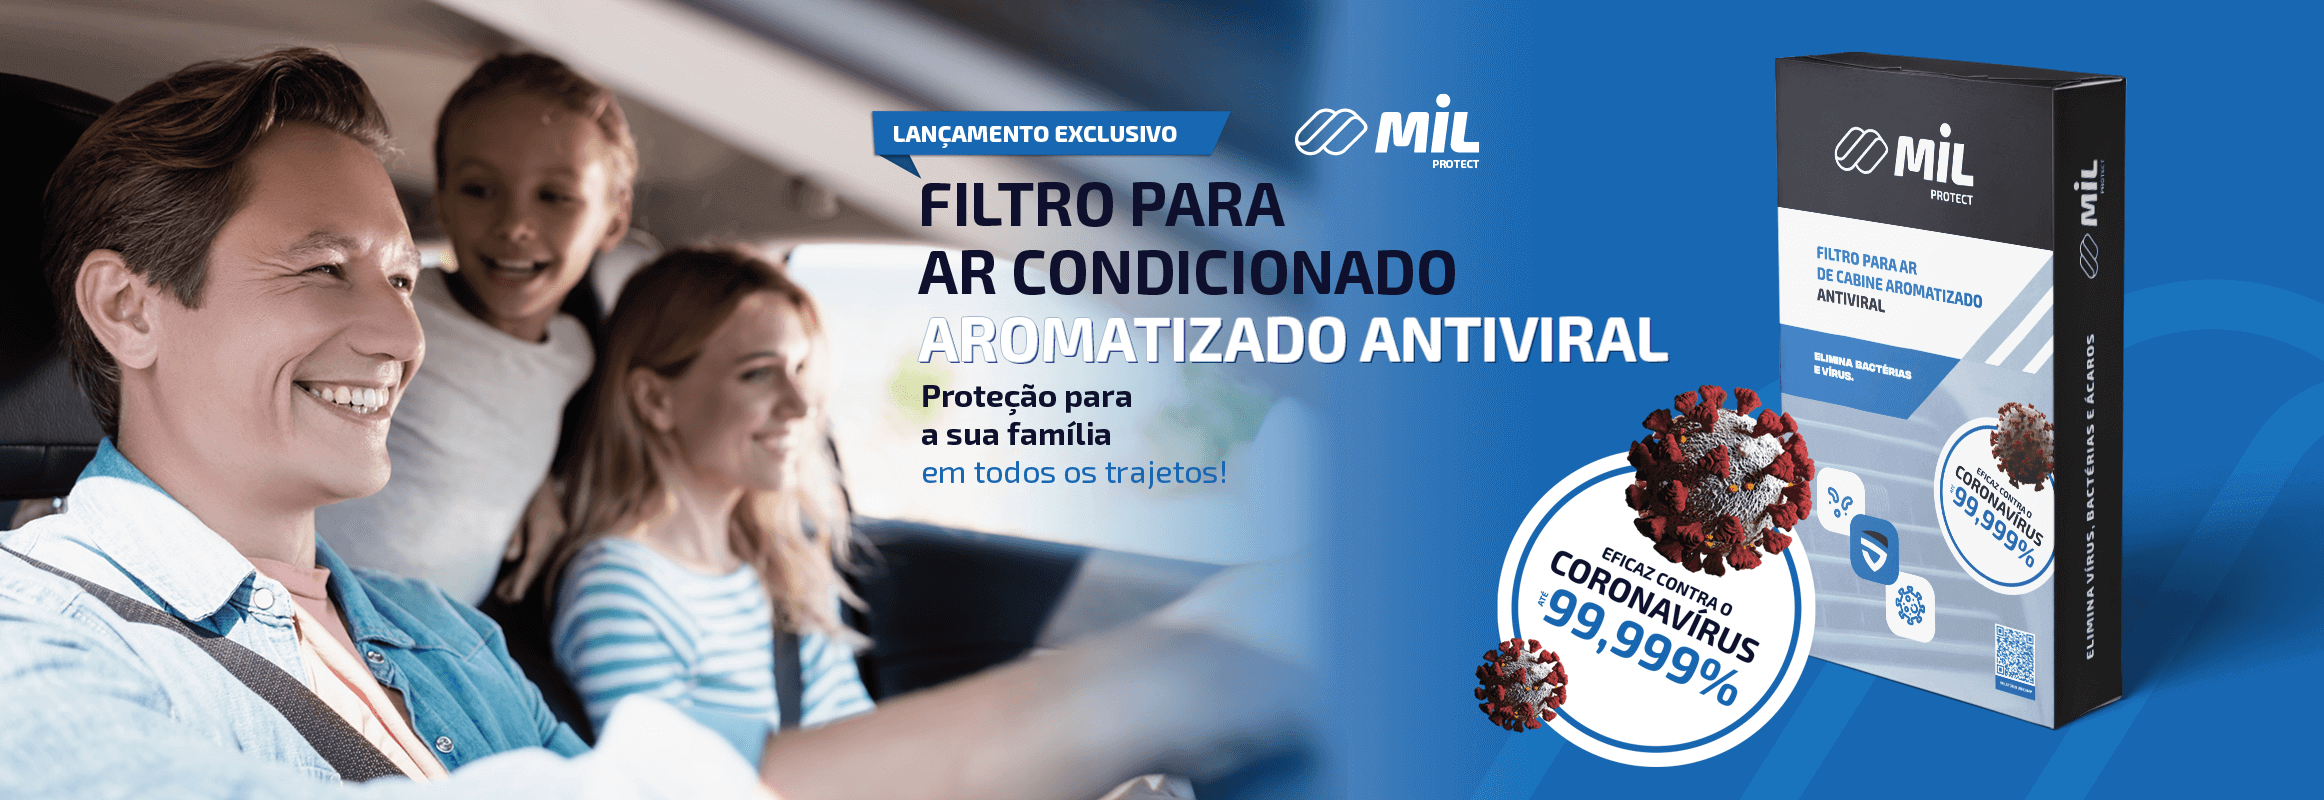 LANÇAMENTO EXCLUSIVO
MiL
PROTECT
FILTRO PARA
AR CONDICIONADO
AROMATIZADO ANTIVIRAL
Proteção para
a sua família
em todos os trajetos!
EFICAZ CONTRA O
CORONAVÍRUS
ATÉ
99,999%
MiL
PROTECT
FILTRO PARA AR
DE CABINE AROMATIZADO
ANTIVIRAL
ELIMINA BACTÉRIAS
E VÍRUS.
EFICAZ CONTRA O
CORONAVÍRUS
ATÉ
99,999%
MiL
PROTECT
ELIMINA VÍRUS, BACTÉRIAS E ÁCAROS